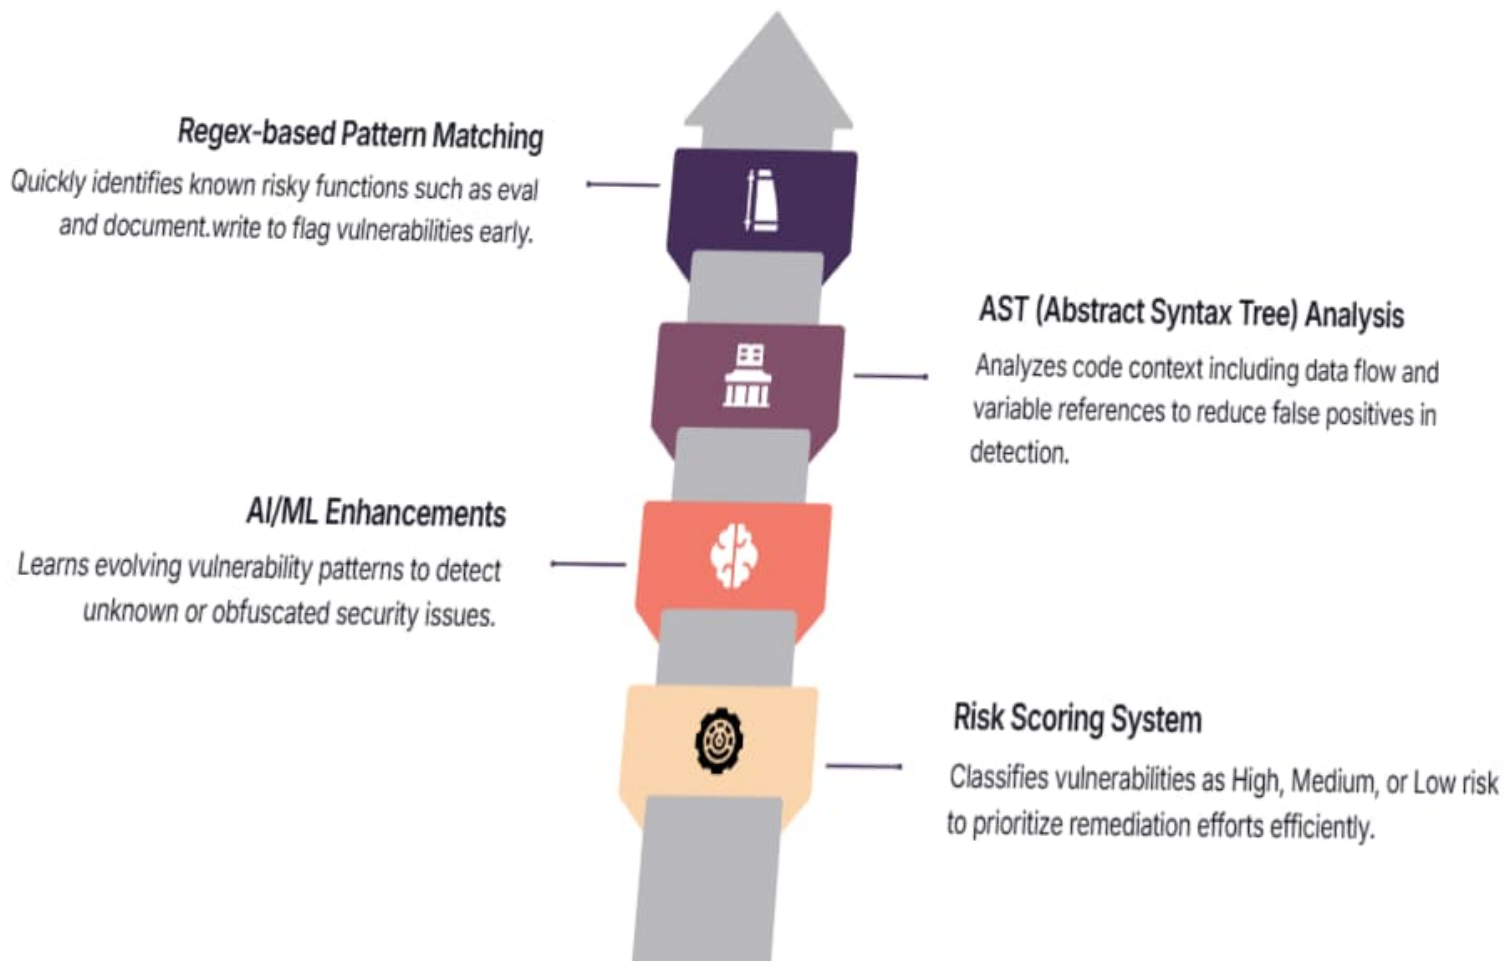 Regex-based Pattern Matching
Quickly identifies known risky functions such as eval
and document.write to flag vulnerabilities early.
AST (Abstract Syntax Tree) Analysis
Analyzes code context including data flow and
variable references to reduce false positives in
detection.
AI/ML Enhancements
Learns evolving vulnerability patterns to detect
unknown or obfuscated security issues.
Risk Scoring System
Classifies vulnerabilities as High, Medium, or Low risk
to prioritize remediation efforts efficiently.